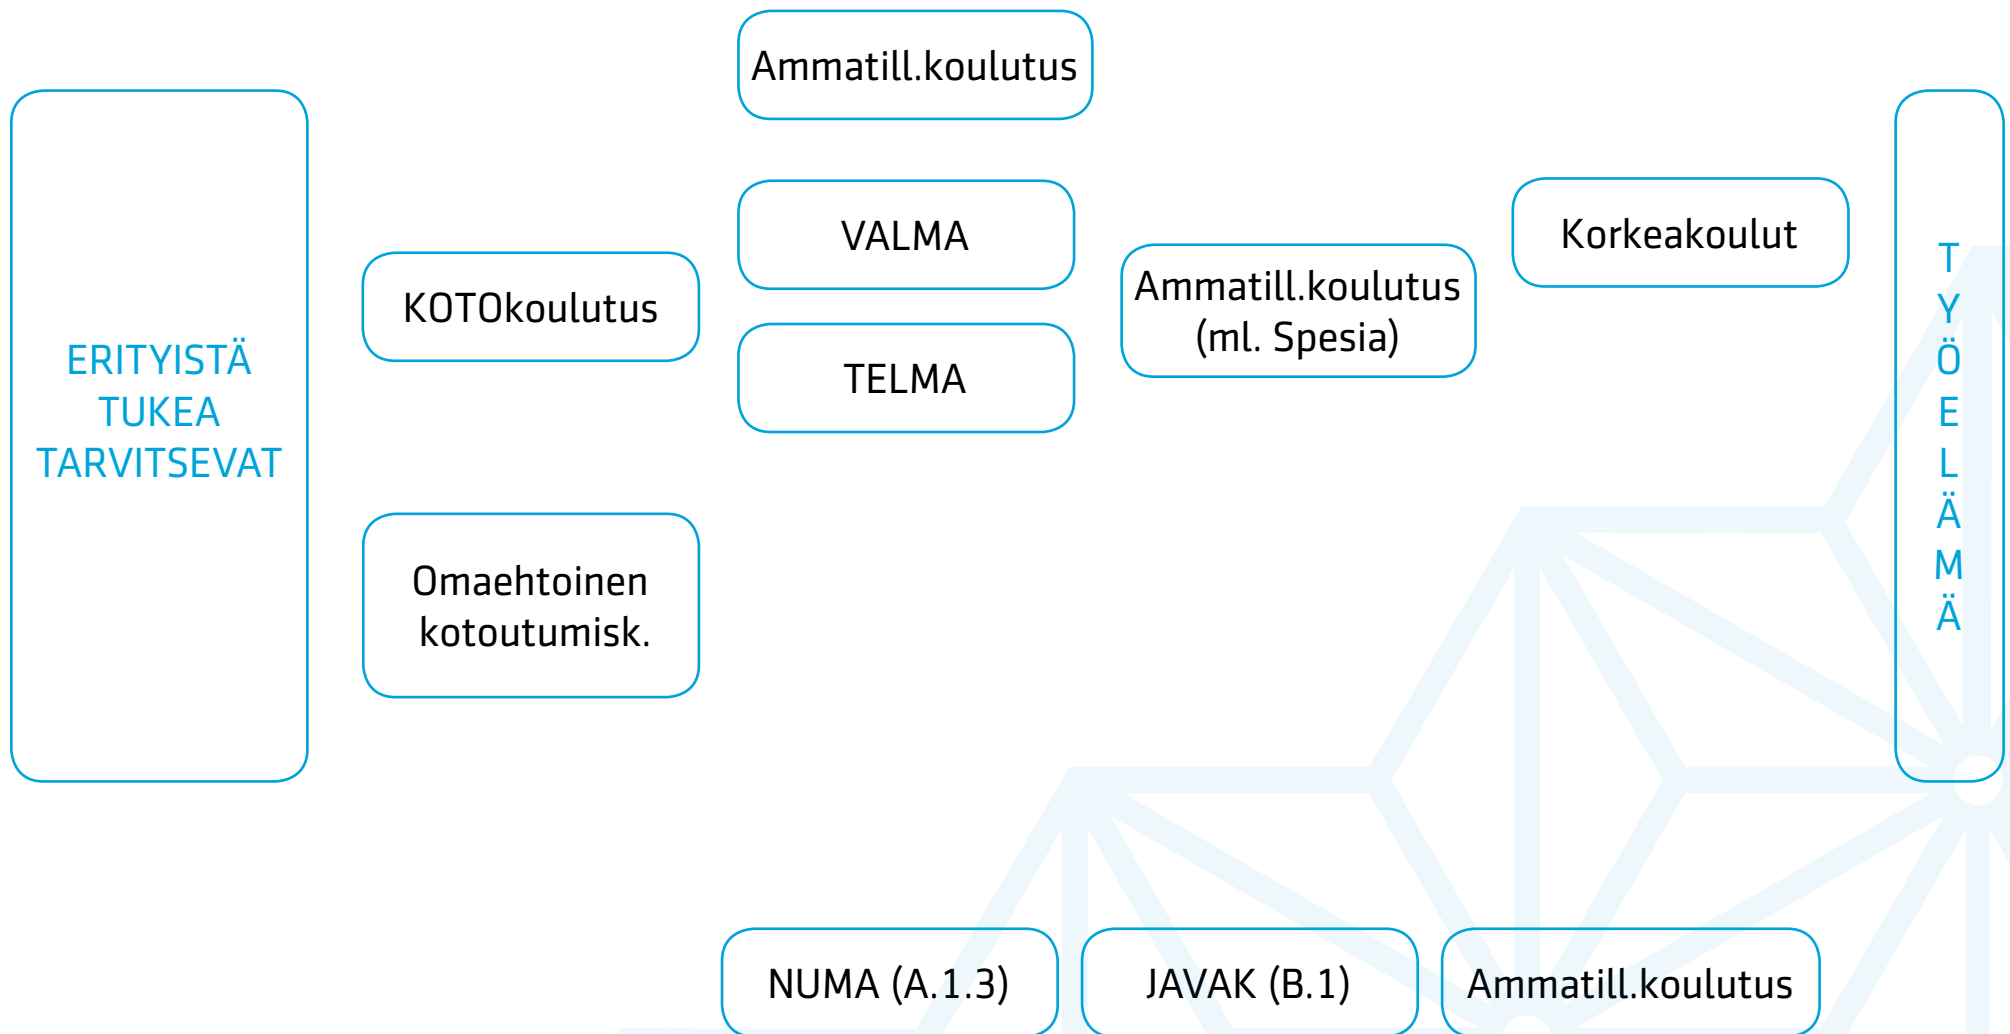 Ammatill.koulutus
ERITYISTÄ
TUKEA
TARVITSEVAT
KOTOkoulutus
Omaehtoinen
kotoutumisk.
VALMA
TELMA
Ammatill.koulutus
(ml. Spesia)
Korkeakoulut
T
Y
Ö
E
L
Ä
M
Ä
NUMA (A.1.3)
JAVAK (B.1)
Ammatill.koulutus